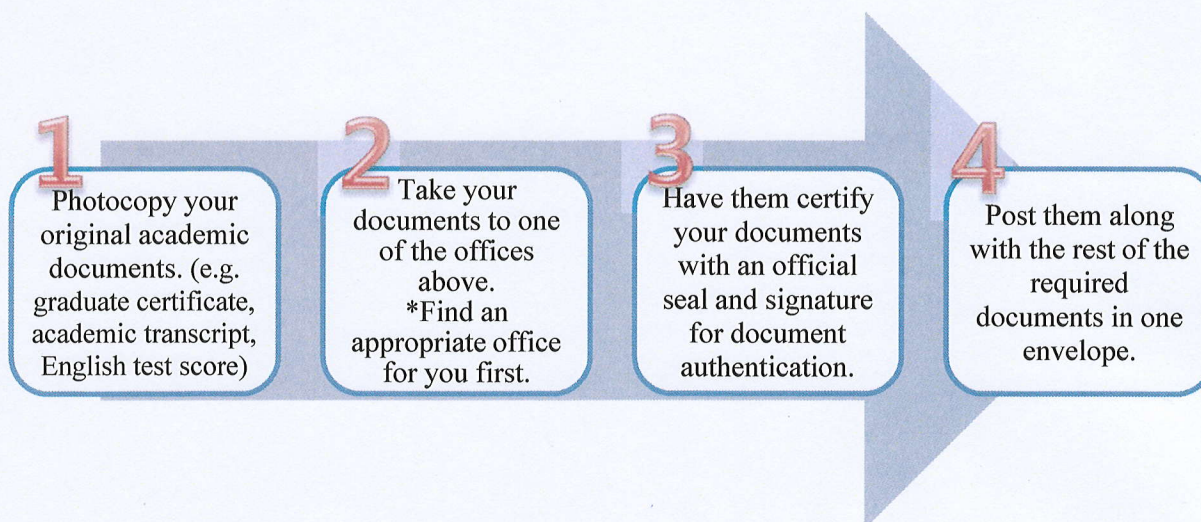 1
Photocopy your
original academic
documents. (e.g.
graduate certificate,
academic transcript,
English test score)
2
Take your
documents to one
of the offices
above.
*Find an
appropriate office
for you first.
3
Have them certify
your documents
with an official
seal and signature
for document
authentication.
4
Post them along
with the rest of the
required
documents in one
envelope.